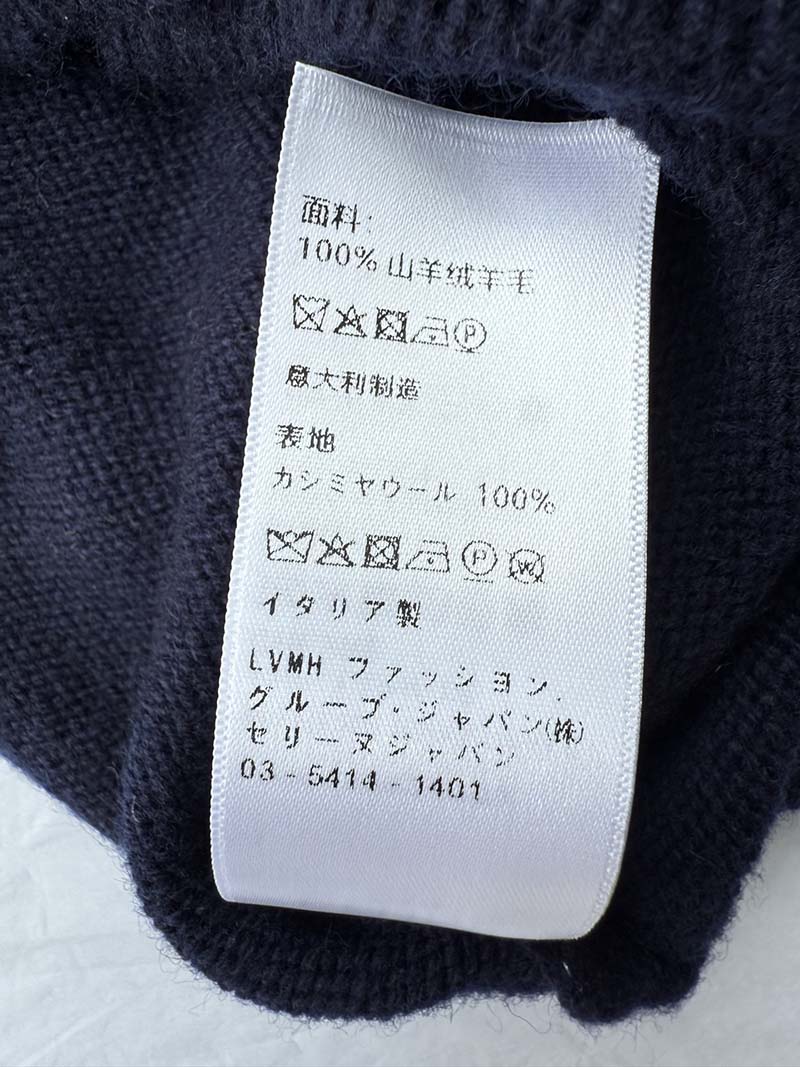 面料:
100% 山羊绒羊毛
P
意大利制造
表地
カシミヤウール 100%
P W
イタリア製
LVMH ファッション.
グループ・ジャパン(株)
セリーヌジャパン
03 - 5414 - 1401